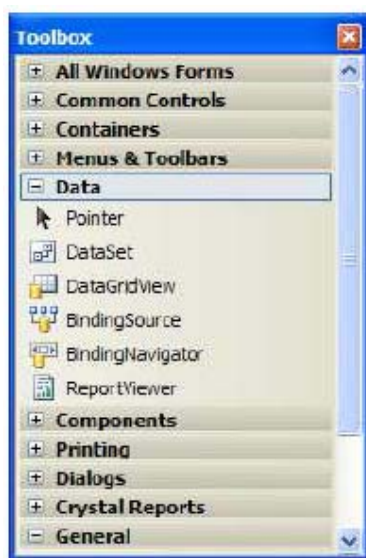 Toolbox
All Windows Forms
Common Controls
Containers
Menus & Toolbars
Data
Pointer
DataSet
DataGridView
BindingSource
BindingNavigator
ReportViewer
Components
Printing
Dialogs
Crystal Reports
General